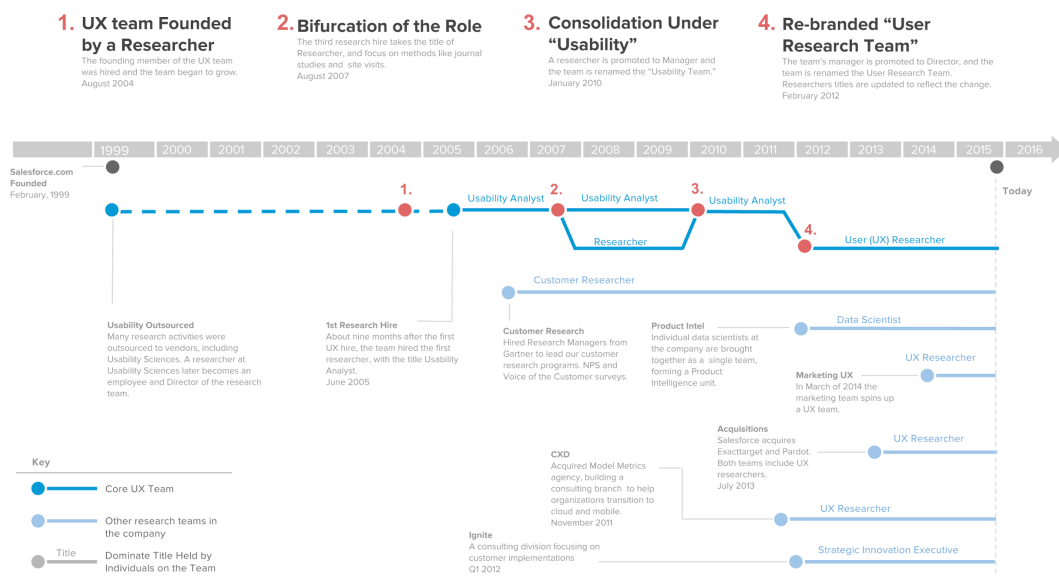 1. UX team Founded
by a Researcher
The founding member of the UX team
was hired and the team began to grow.
August 2004
2. Bifurcation of the Role
The third research hire takes the title of
Researcher, and focus on methods like journal
studies and site visits.
August 2007
3. Consolidation Under
“Usability”
A researcher is promoted to Manager and
the team is renamed the “Usability Team.”
January 2010
4. Re-branded “User
Research Team”
The team’s manager is promoted to Director, and the
team is renamed the User Research Team.
Researchers titles are updated to reflect the change.
February 2012
1999 2000 2001 2002 2003 2004 2005 2006 2007 2008 2009 2010 2011 2012 2013 2014 2015 2016
Salesforce.com
Founded
February, 1999
Today
1.
Usability Analyst
2.
Usability Analyst
3.
Usability Analyst
Researcher
4.
User (UX) Researcher
Customer Researcher
Usability Outsourced
Many research activities were
outsourced to vendors, including
Usability Sciences. A researcher at
Usability Sciences later becomes an
employee and Director of the research
team.
1st Research Hire
About nine months after the first
UX hire, the team hired the first
researcher, with the title Usability
Analyst.
June 2005
Customer Research
Hired Research Managers from
Gartner to lead our customer
research programs. NPS and
Voice of the Customer surveys.
Product Intel
Individual data scientists at
the company are brought
together as a single team,
forming a Product
Intelligence unit.
Data Scientist
UX Researcher
Marketing UX
In March of 2014 the
marketing team spins up
a UX team.
Acquisitions
Salesforce acquires
Exacttarget and Pardot.
Both teams include UX
researchers.
July 2013
UX Researcher
CXD
Acquired Model Metrics
agency, building a
consulting branch to help
organizations transition to
cloud and mobile.
November 2011
UX Researcher
Ignite
A consulting division focusing on
customer implementations
Q1 2012
Strategic Innovation Executive
Key
Core UX Team
Other research teams in
the company
Title
Dominate Title Held by
Individuals on the Team